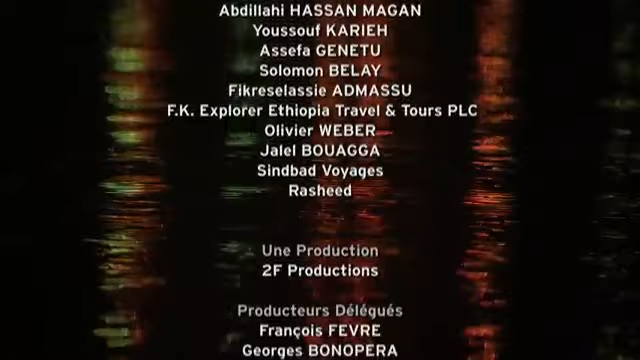 Abdillahi HASSAN MAGAN
Youssouf KARIEH
Assefa GENETU
Solomon BELAY
Fikreselassie ADMASSU
F.K. Explorer Ethiopia Travel & Tours PLC
Olivier WEBER
Jalel BOUAGGA
Sindbad Voyages
Rasheed
Une Production
2F Productions
Producteurs Délégués
François FEVRE
Georges BONOPERA